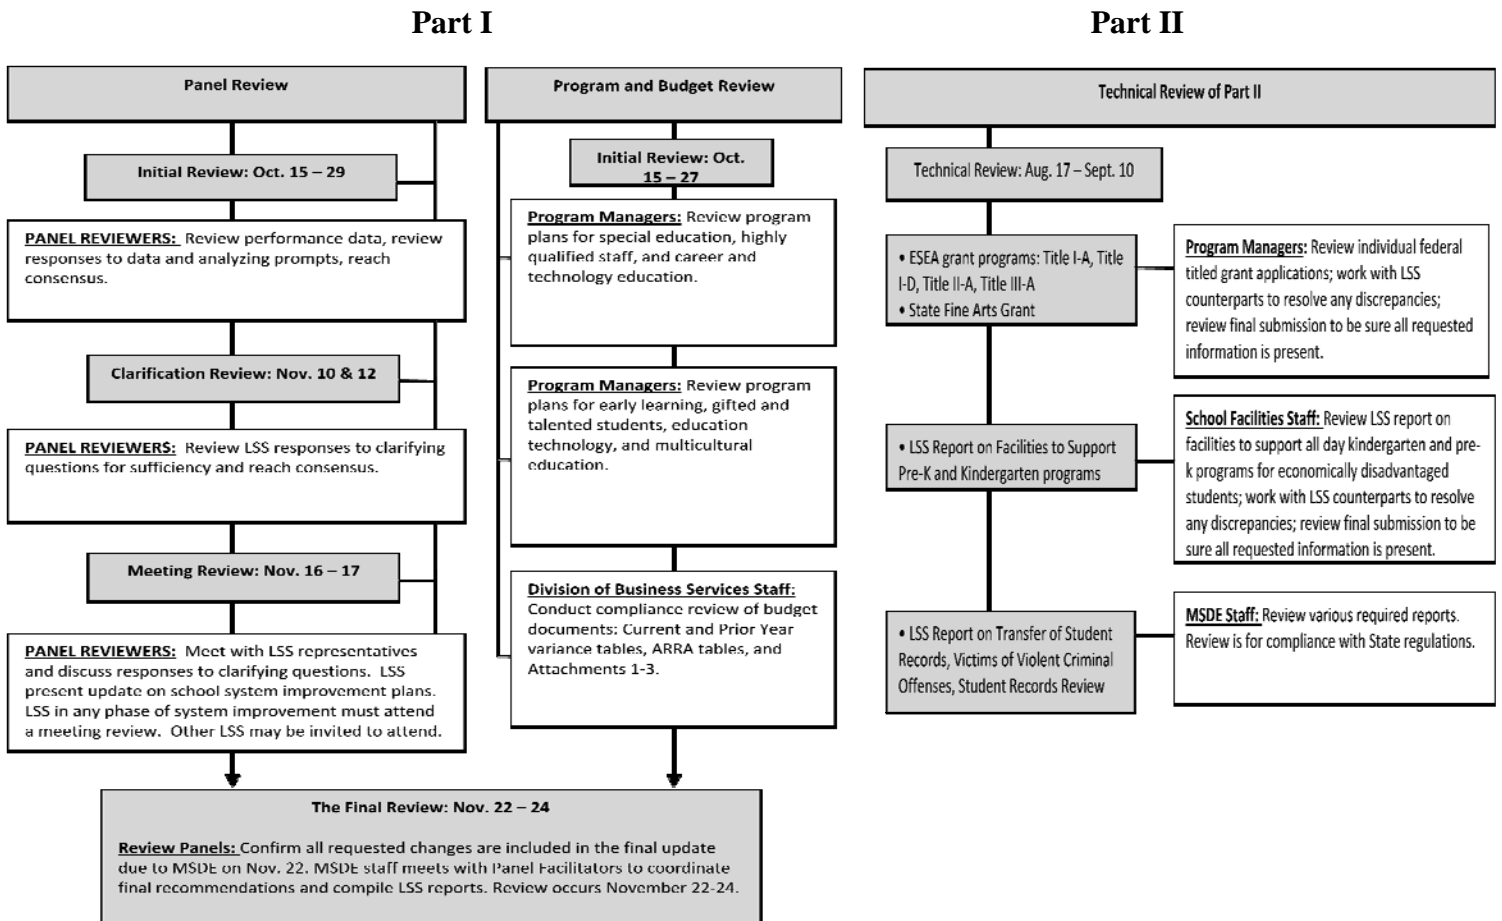 Part I
Panel Review
Initial Review: Oct. 15 – 29
PANEL REVIEWERS: Review performance data, review
responses to data and analyzing prompts, reach
consensus.
Clarification Review: Nov. 10 & 12
PANEL REVIEWERS: Review LSS responses to clarifying
questions for sufficiency and reach consensus.
Meeting Review: Nov. 16 – 17
PANEL REVIEWERS: Meet with LSS representatives
and discuss responses to clarifying questions. LSS
present update on school system improvement plans.
LSS in any phase of system improvement must attend
a meeting review. Other LSS may be invited to attend.
Program and Budget Review
Initial Review: Oct.
15 – 27
Program Managers: Review program
plans for special education, highly
qualified staff, and career and
technology education.
Program Managers: Review program
plans for early learning, gifted and
talented students, education
technology, and multicultural
education.
Division of Business Services Staff:
Conduct compliance review of budget
documents: Current and Prior Year
variance tables, ARRA tables, and
Attachments 1-3.
The Final Review: Nov. 22 – 24
Review Panels: Confirm all requested changes are included in the final update
due to MSDE on Nov. 22. MSDE staff meets with Panel Facilitators to coordinate
final recommendations and compile LSS reports. Review occurs November 22-24.
Part II
Technical Review of Part II
Technical Review: Aug. 17 – Sept. 10
• ESEA grant programs: Title I-A, Title
I-D, Title II-A, Title III-A
• State Fine Arts Grant
Program Managers: Review individual federal
titled grant applications; work with LSS
counterparts to resolve any discrepancies;
review final submission to be sure all requested
information is present.
• LSS Report on Facilities to Support
Pre-K and Kindergarten programs
School Facilities Staff: Review LSS report on
facilities to support all day kindergarten and pre-
k programs for economically disadvantaged
students; work with LSS counterparts to resolve
any discrepancies; review final submission to be
sure all requested information is present.
• LSS Report on Transfer of Student
Records, Victims of Violent Criminal
Offenses, Student Records Review
MSDE Staff: Review various required reports.
Review is for compliance with State regulations.